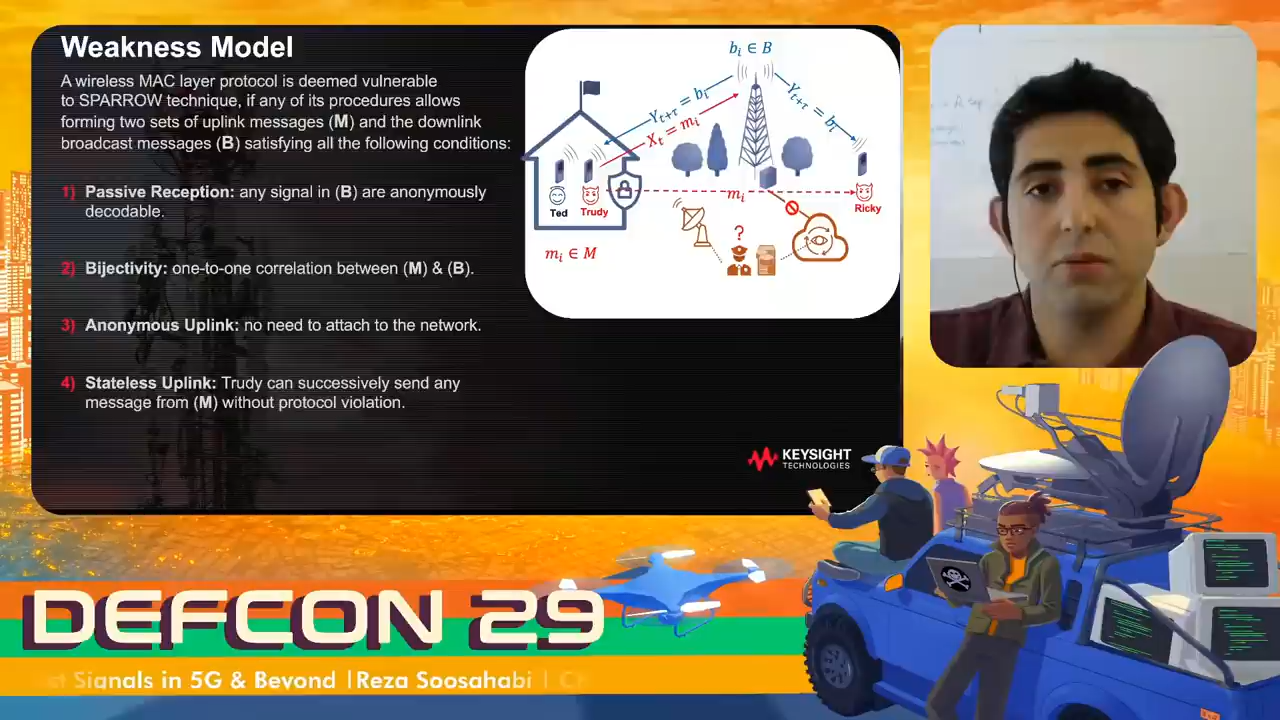 Weakness Model
A wireless MAC layer protocol is deemed vulnerable
to SPARROW technique, if any of its procedures allows
forming two sets of uplink messages (M) and the downlink
broadcast messages (B) satisfying all the following conditions:
1) Passive Reception: any signal in (B) are anonymously
decodable.
2) Bijectivity: one-to-one correlation between (M) & (B).
3) Anonymous Uplink: no need to attach to the network.
4) Stateless Uplink: Trudy can successively send any
message from (M) without protocol violation.
bᵢ ∈ B
Yₜ₊τ = bᵢ
Xₜ = mᵢ
Yₜ₊τ = bᵢ
mᵢ
Ted
Trudy
Ricky
?
mᵢ ∈ M
KEYSIGHT
TECHNOLOGIES
DEFCON 29
st Signals in 5G & Beyond | Reza Soosahabi | C